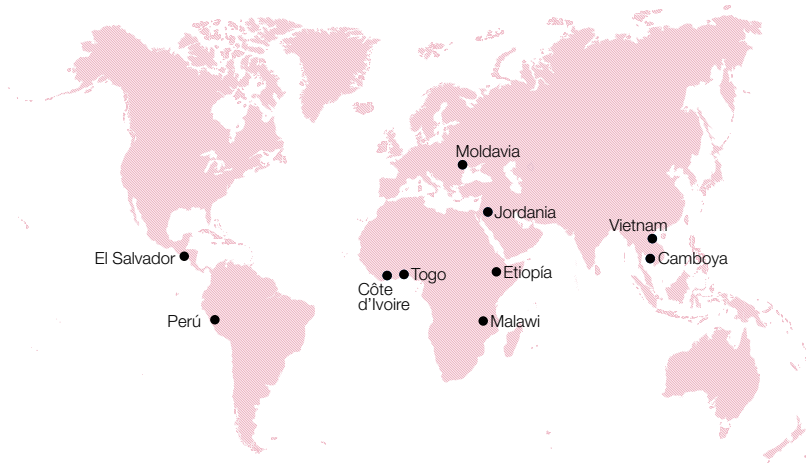 Moldavia
Jordania
Vietnam
El Salvador
Camboya
Togo
Etiopía
Côte
d’Ivoire
Perú
Malawi